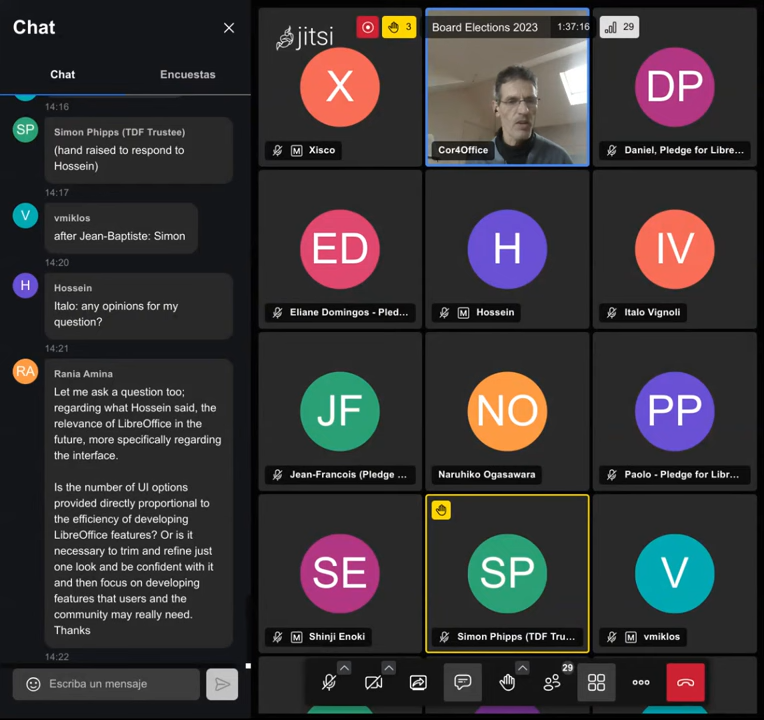 Chat
Chat
Encuestas
14:16
SP
Simon Phipps (TDF Trustee)
(hand raised to respond to
Hossein)
14:17
V
vmiklos
after Jean-Baptiste: Simon
14:20
H
Hossein
Italo: any opinions for my
question?
14:21
RA
Rania Amina
Let me ask a question too;
regarding what Hossein said, the
relevance of LibreOffice in the
future, more specifically regarding
the interface.
Is the number of UI options
provided directly proportional to
the efficiency of developing
LibreOffice features? Or is it
necessary to trim and refine just
one look and be confident with it
and then focus on developing
features that users and the
community may really need.
Thanks
14:22
Escriba un mensaje
jitsi
3
Board Elections 2023
1:37:16
29
X
M Xisco
Cor4Office
DP
Daniel, Pledge for Libre...
ED
Eliane Domingos - Pled...
H
M Hossein
IV
Italo Vignoli
JF
Jean-Francois (Pledge ...
NO
Naruhiko Ogasawara
PP
Paolo - Pledge for Libr...
SE
M Shinji Enoki
SP
Simon Phipps (TDF Tru...
V
M vmiklos
29